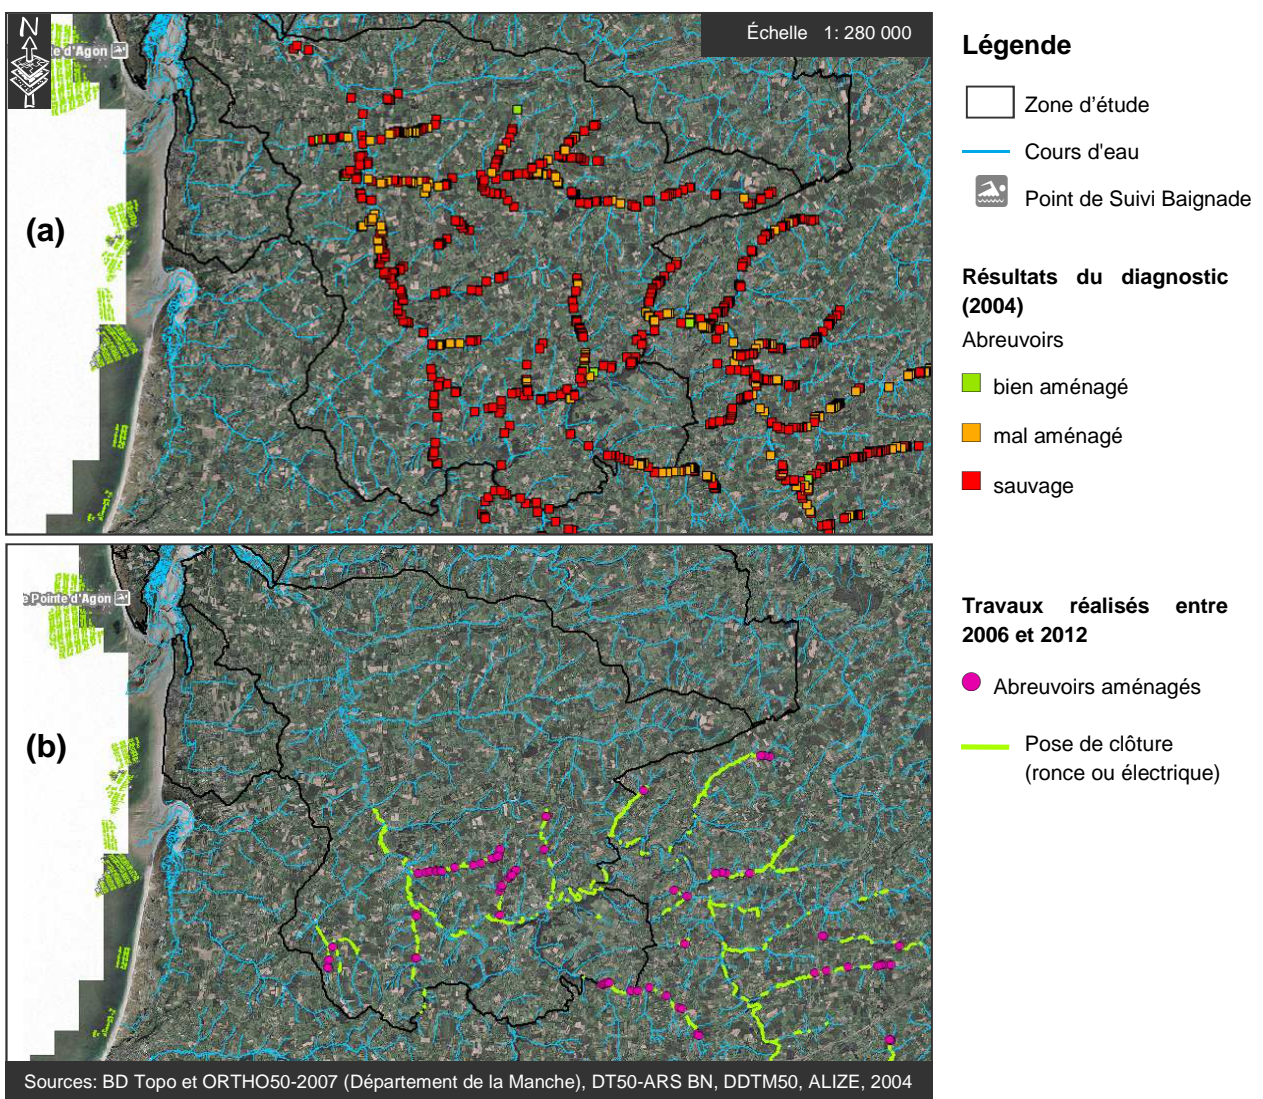 N
e d'Agon
Échelle 1: 280 000
(a)
e Pointe d'Agon
(b)
Sources: BD Topo et ORTHO50-2007 (Département de la Manche), DT50-ARS BN, DDTM50, ALIZE, 2004
Légende
Zone d'étude
Cours d'eau
Point de Suivi Baignade
Résultats du diagnostic
(2004)
Abreuvoirs
bien aménagé
mal aménagé
sauvage
Travaux réalisés entre
2006 et 2012
Abreuvoirs aménagés
Pose de clôture
(ronce ou électrique)